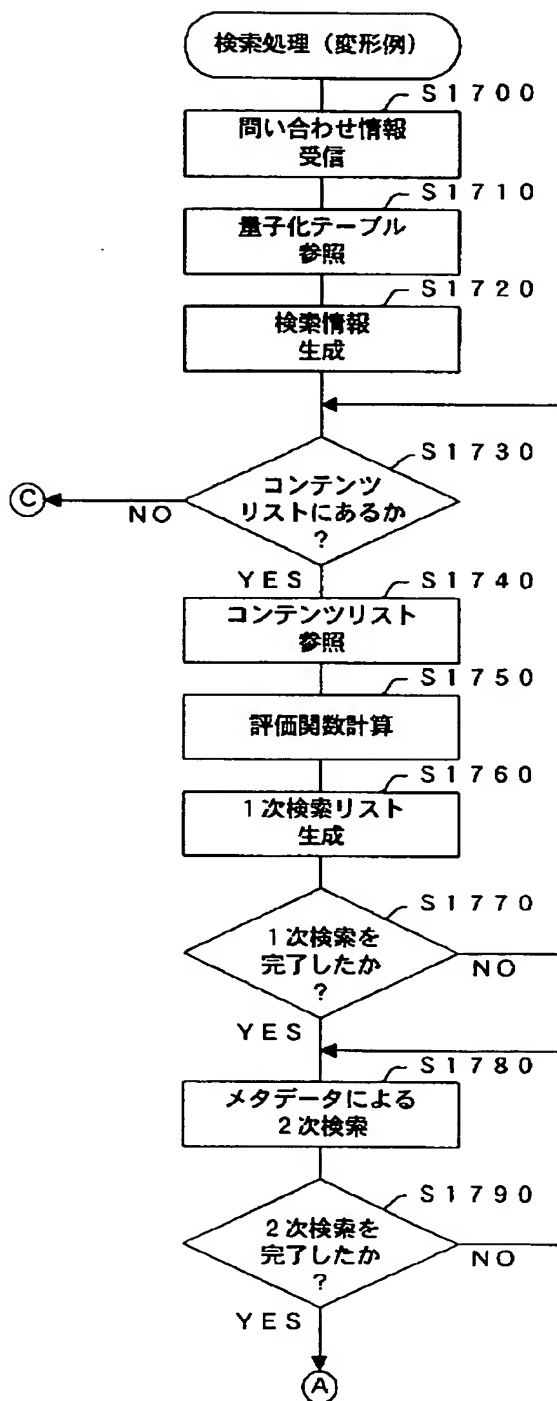 検索処理（変形例）
S1700
問い合わせ情報
受信
S1710
量子化テーブル
参照
S1720
検索情報
生成
S1730
コンテンツ
リストにあるか
?
C
NO
YES
S1740
コンテンツリスト
参照
S1750
評価関数計算
S1760
1次検索リスト
生成
S1770
1次検索を
完了したか
?
NO
YES
S1780
メタデータによる
2次検索
S1790
2次検索を
完了したか
?
NO
YES
A